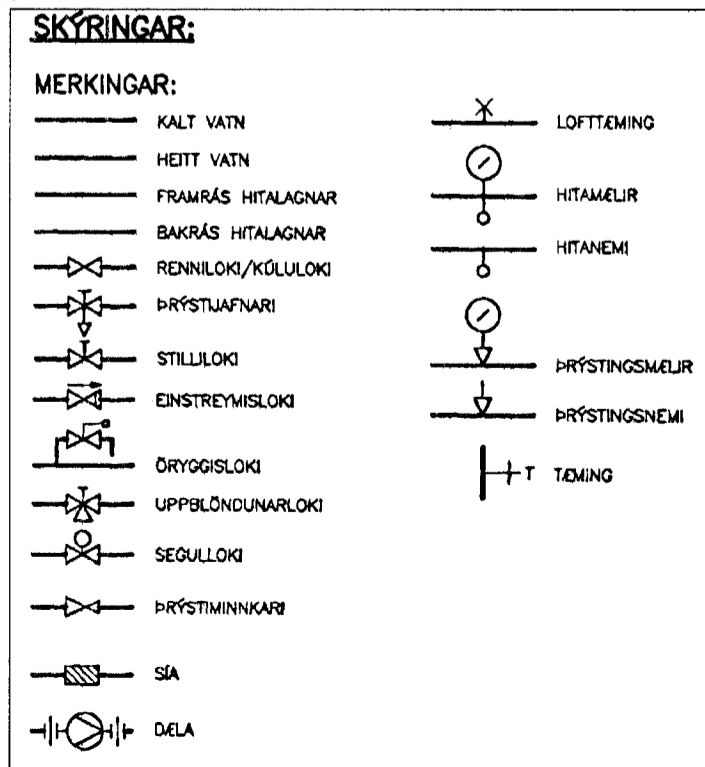 SKÝRINGAR:
MERKINGAR:
KALT VATN
HEITT VATN
FRAMRÁS HITALAGNAR
BAKRÁS HITALAGNAR
RENNILOKI/KÚLULOKI
ÞRÝSTIJAFNARI
STILLILOKI
EINSTREYMISLOKI
ÖRYGGISLOKI
UPPBLÖNDUNARLOKI
SEGULLOKI
ÞRÝSTIMINNKARI
SÍA
DÆLA
LOFTTÆMING
HITAMÆLIR
HITANEMI
ÞRÝSTINGSMÆLIR
ÞRÝSTINGSNEMI
T TÆMING